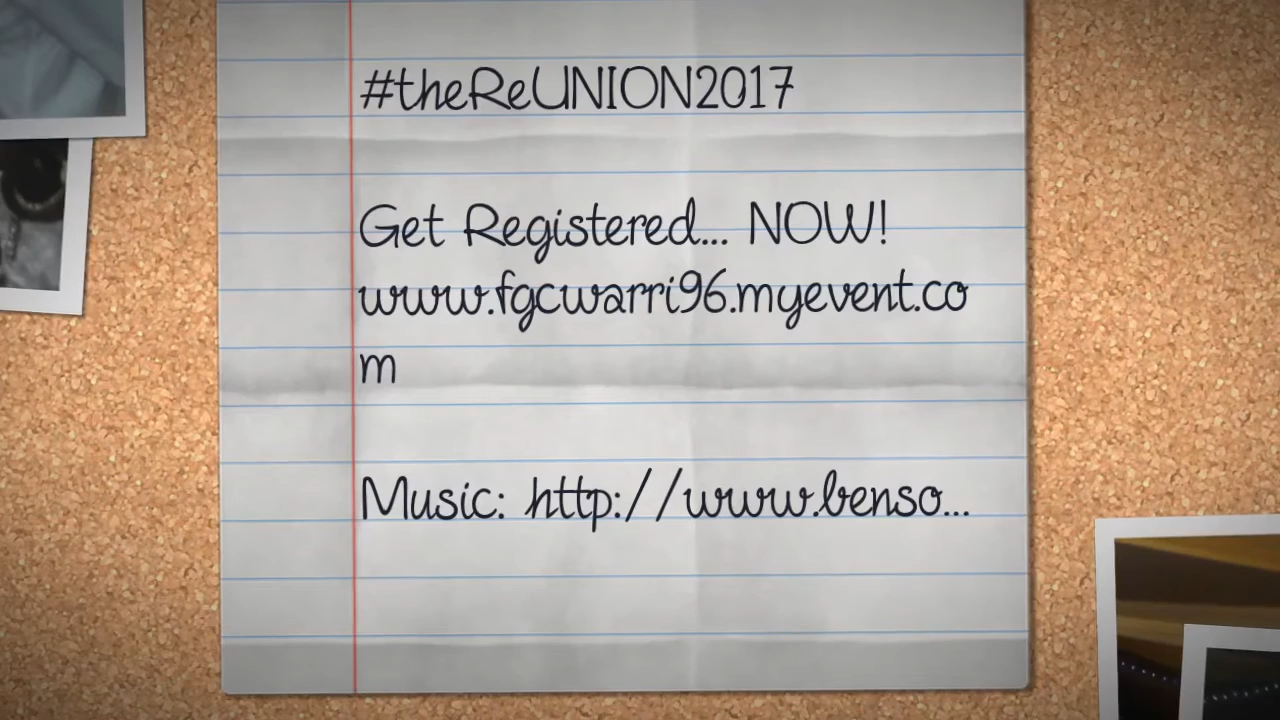 #theReUNION2017
Get Registered... NOW!
www.fgcwarri96.myevent.co
m
Music: http://www.benso...